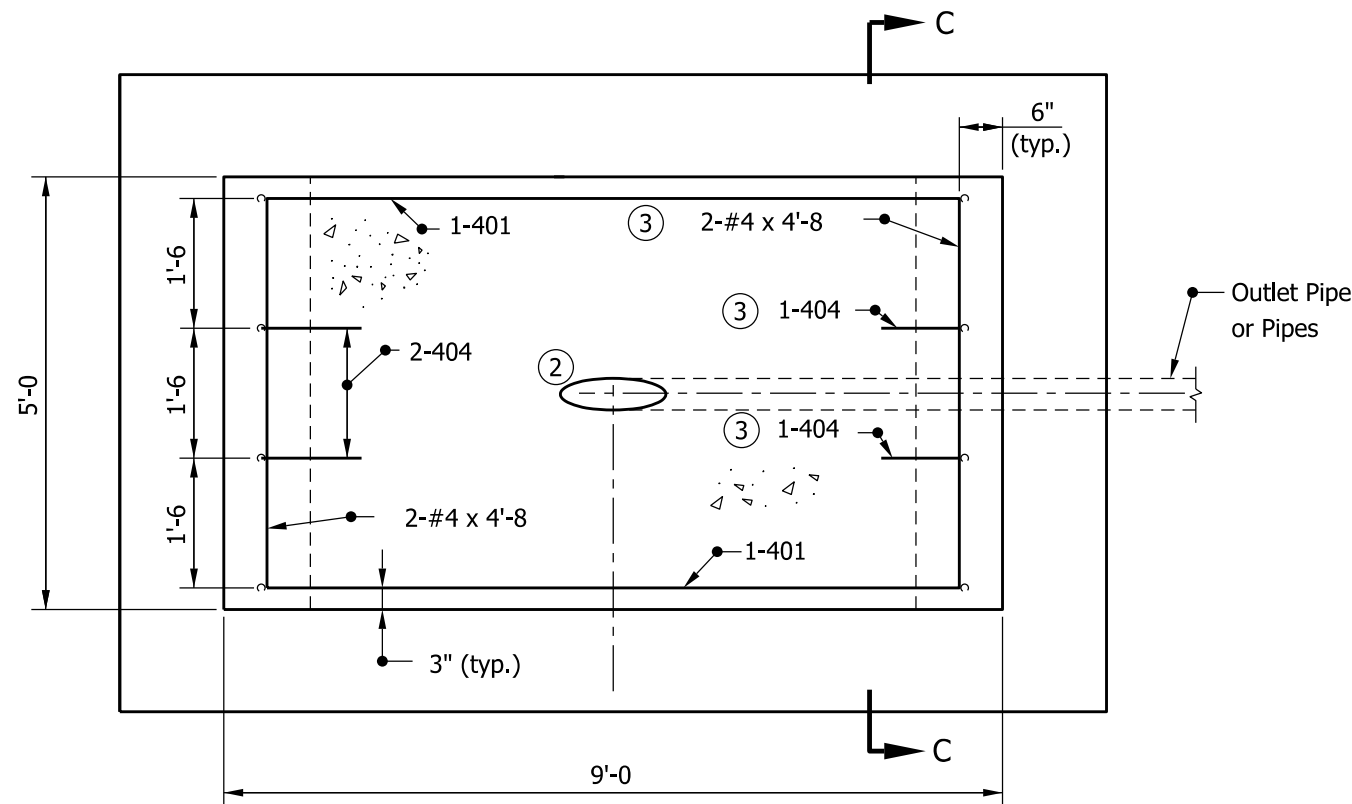 C
6"
(typ.)
1-401
③ 2-#4 x 4'-8
1'-6
Outlet Pipe
or Pipes
③ 1-404
2-404
②
5'-0
1'-6
③ 1-404
2-#4 x 4'-8
1'-6
1-401
3" (typ.)
C
9'-0